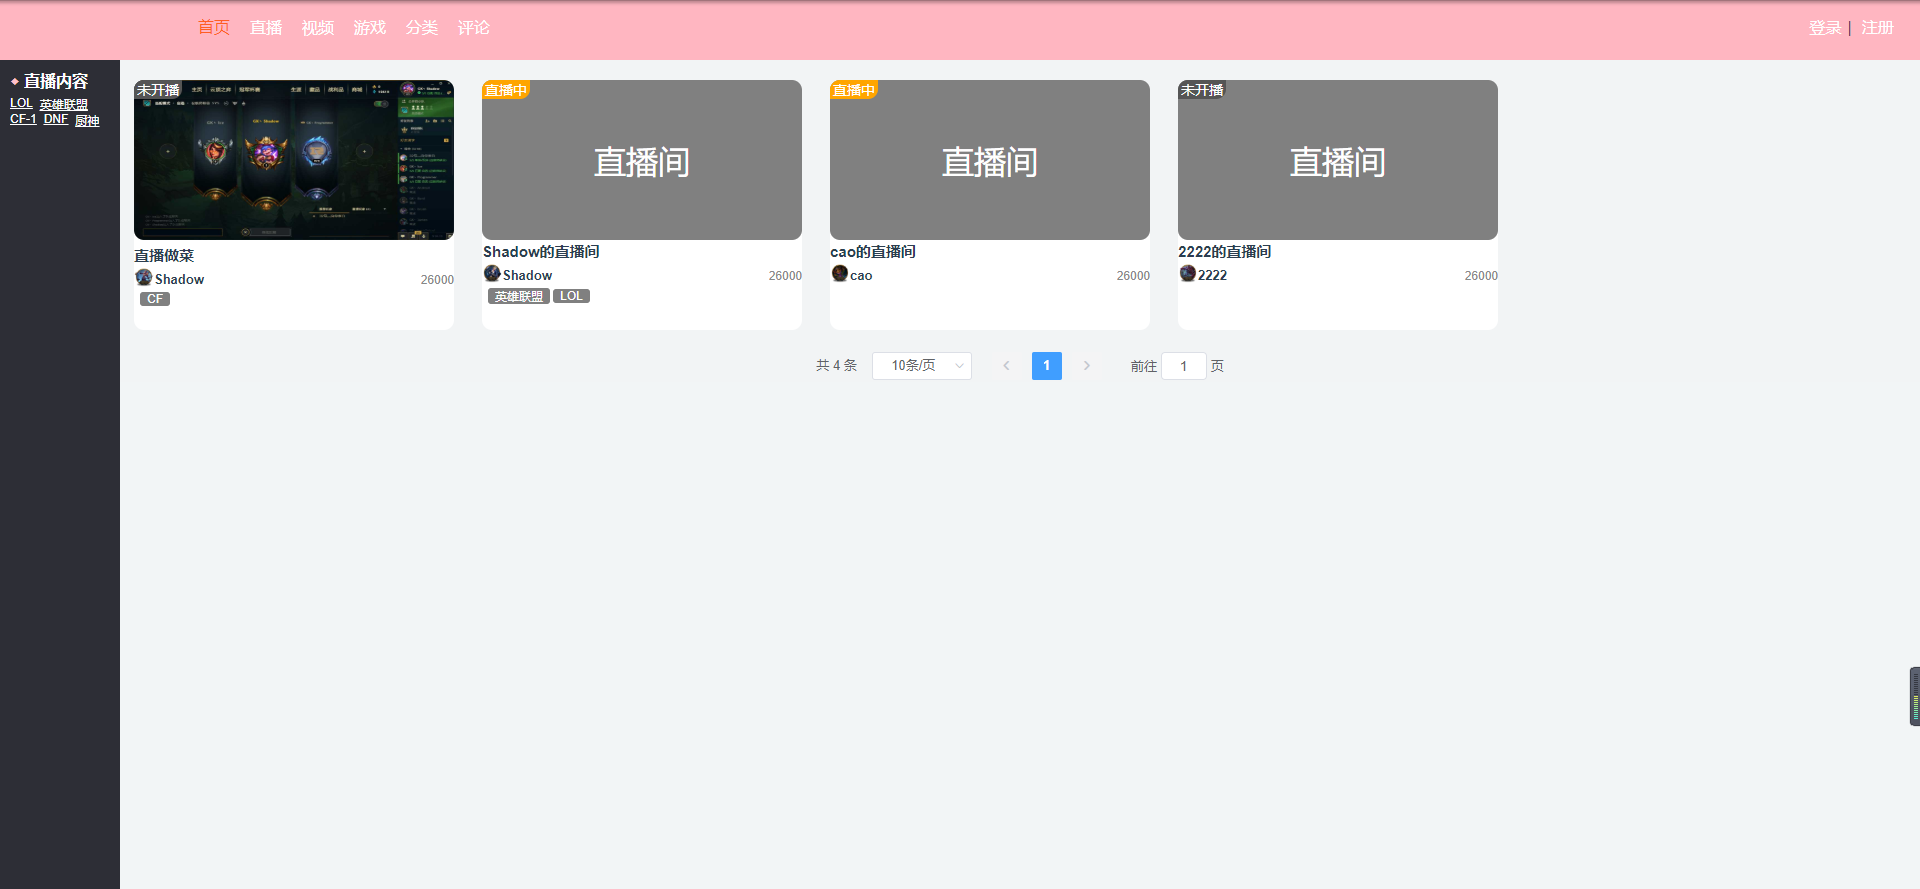 首页 直播 视频 游戏 分类 评论 登录 | 注册
直播内容
LOL 英雄联盟
CF-1 DNF 厨神
未开播
直播中
直播间
直播中
直播间
未开播
直播间
直播做菜
Shadow 26000
CF
Shadow的直播间
Shadow 26000
英雄联盟 LOL
cao的直播间
cao 26000
2222的直播间
2222 26000
共 4 条 10条/页 1 前往 1 页